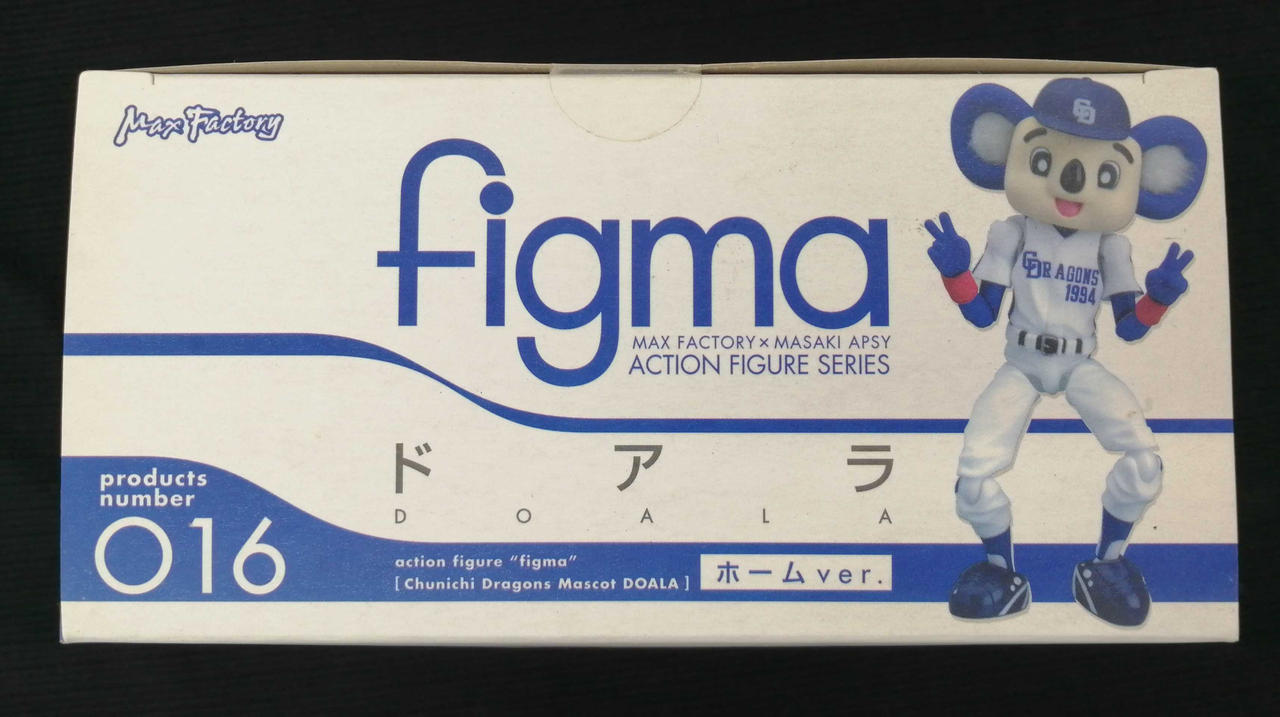 Max Factory
figma
MAX FACTORY × MASAKI APSY
ACTION FIGURE SERIES
CD
CDRAGONS
1994
ドアラ
DOALA
products
number
016
action figure “figma”
[ Chunichi Dragons Mascot DOALA ]
ホームver.